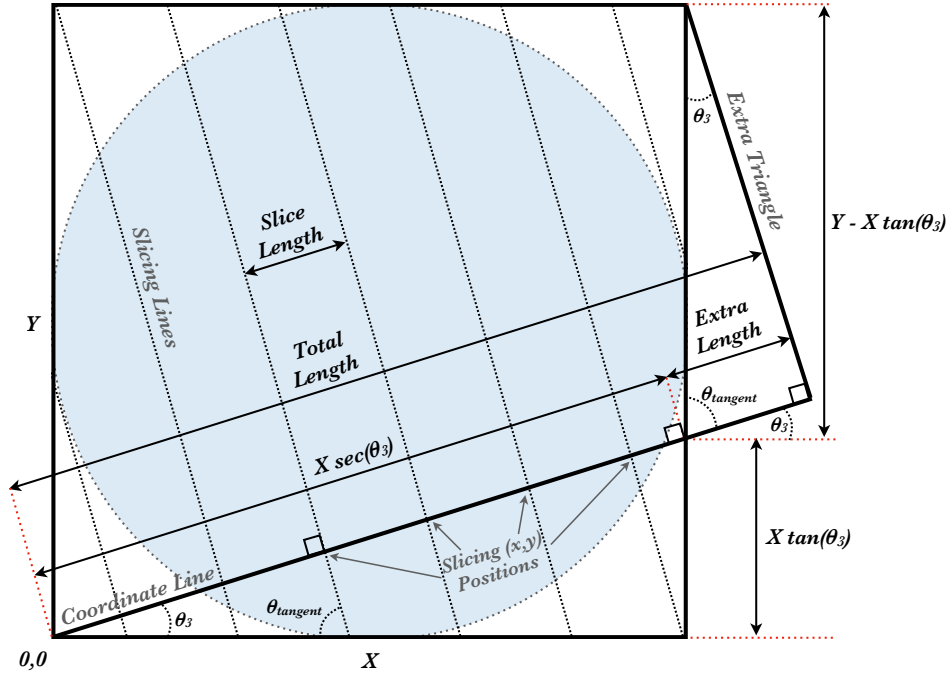 θ₃
Extra Triangle
Y - X tan(θ₃)
Slice
Length
Slicing Lines
Y
Extra
Length
Total
Length
θtangent
θ₃
X sec(θ₃)
X tan(θ₃)
Slicing (x,y)
Positions
Coordinate Line
θ₃
θtangent
0,0
X